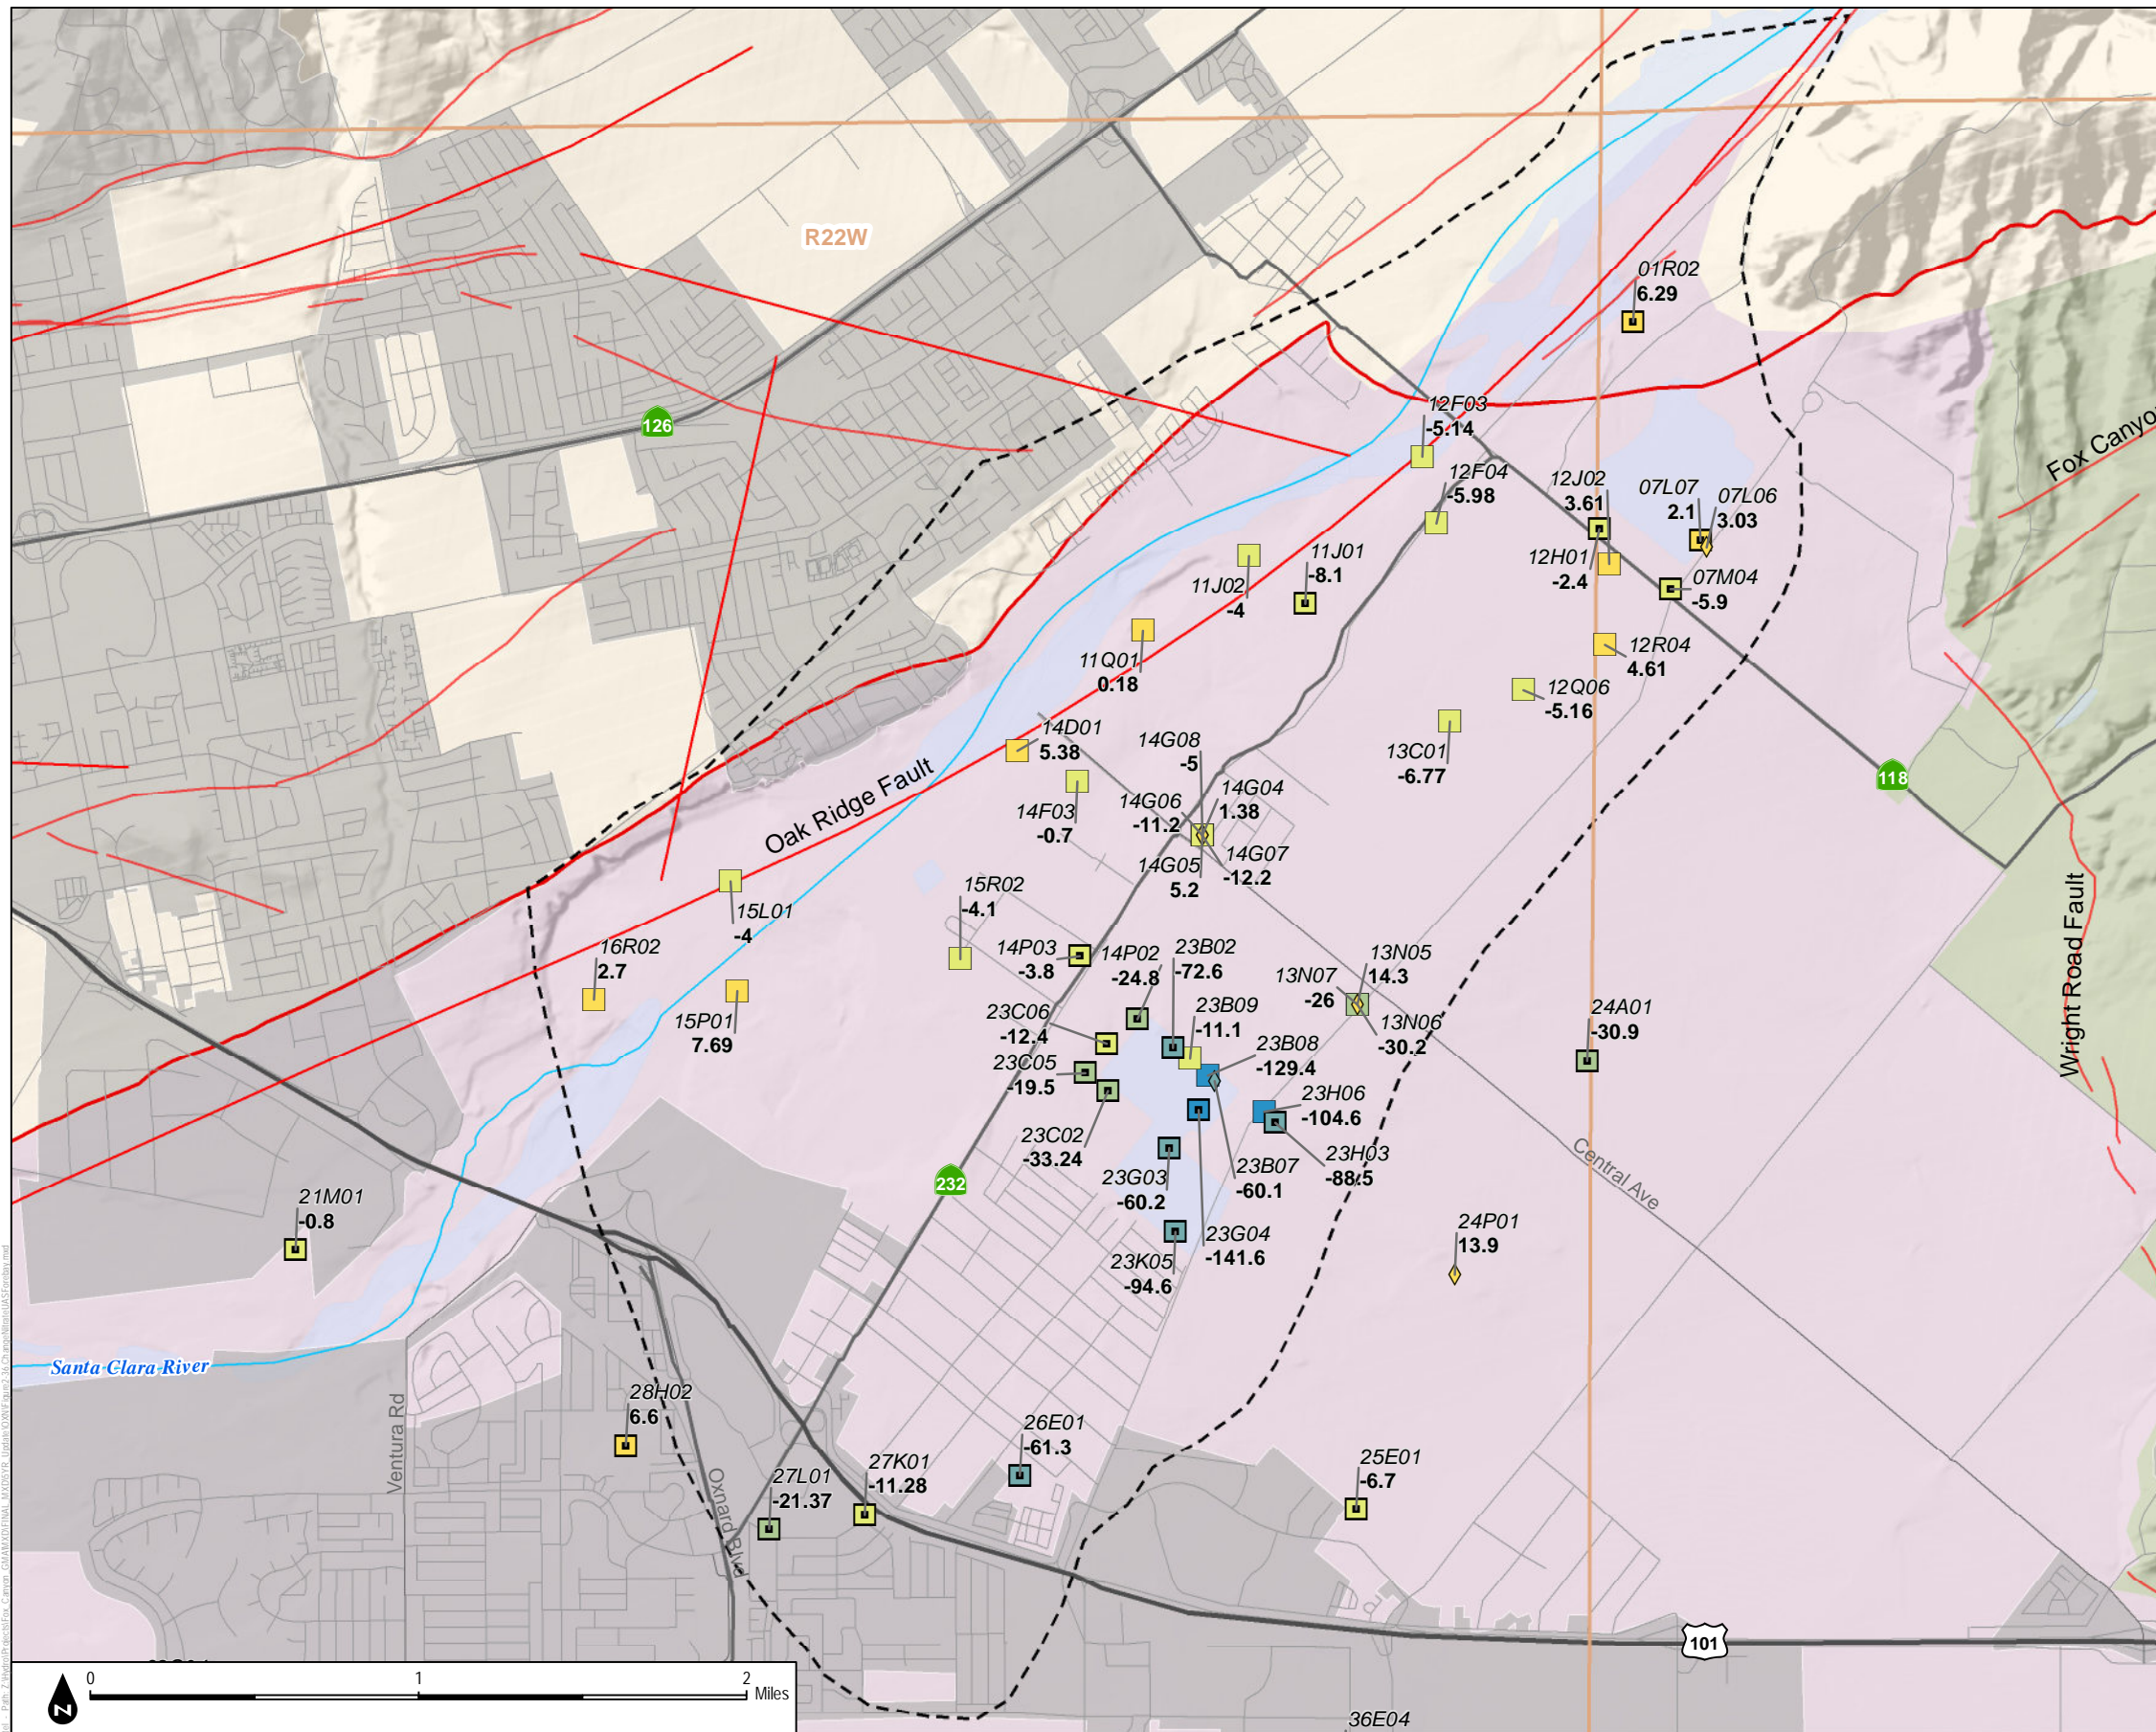 R22W
01R02
6.29
126
12F03
-5.14
12F04
-5.98
12J02
3.61
07L07
2.1
07L06
3.03
Fox Canyo
11J01
-8.1
11J02
-4
12H01
-2.4
07M04
-5.9
11Q01
0.18
12R04
4.61
12Q06
-5.16
14D01
5.38
14G08
-5
13C01
-6.77
118
Oak Ridge Fault
14F03
-0.7
14G06
-11.2
14G04
1.38
14G05
5.2
14G07
-12.2
15R02
-4.1
15L01
-4
16R02
2.7
14P03
-3.8
14P02
-24.8
23B02
-72.6
13N05
14.3
13N07
-26
13N06
-30.2
Wright Road Fault
15P01
7.69
23C06
-12.4
23B09
-11.1
24A01
-30.9
23C05
-19.5
23B08
-129.4
23H06
-104.6
23C02
-33.24
23H03
-88.5
23B07
-60.1
23G03
-60.2
Central Ave
232
21M01
-0.8
23G04
-141.6
23K05
-94.6
24P01
13.9
Santa Clara River
Ventura Rd
28H02
6.6
26E01
-61.3
27L01
-21.37
27K01
-11.28
25E01
-6.7
Oxnard Blvd
101
0 1 2 Miles
Z
36E04